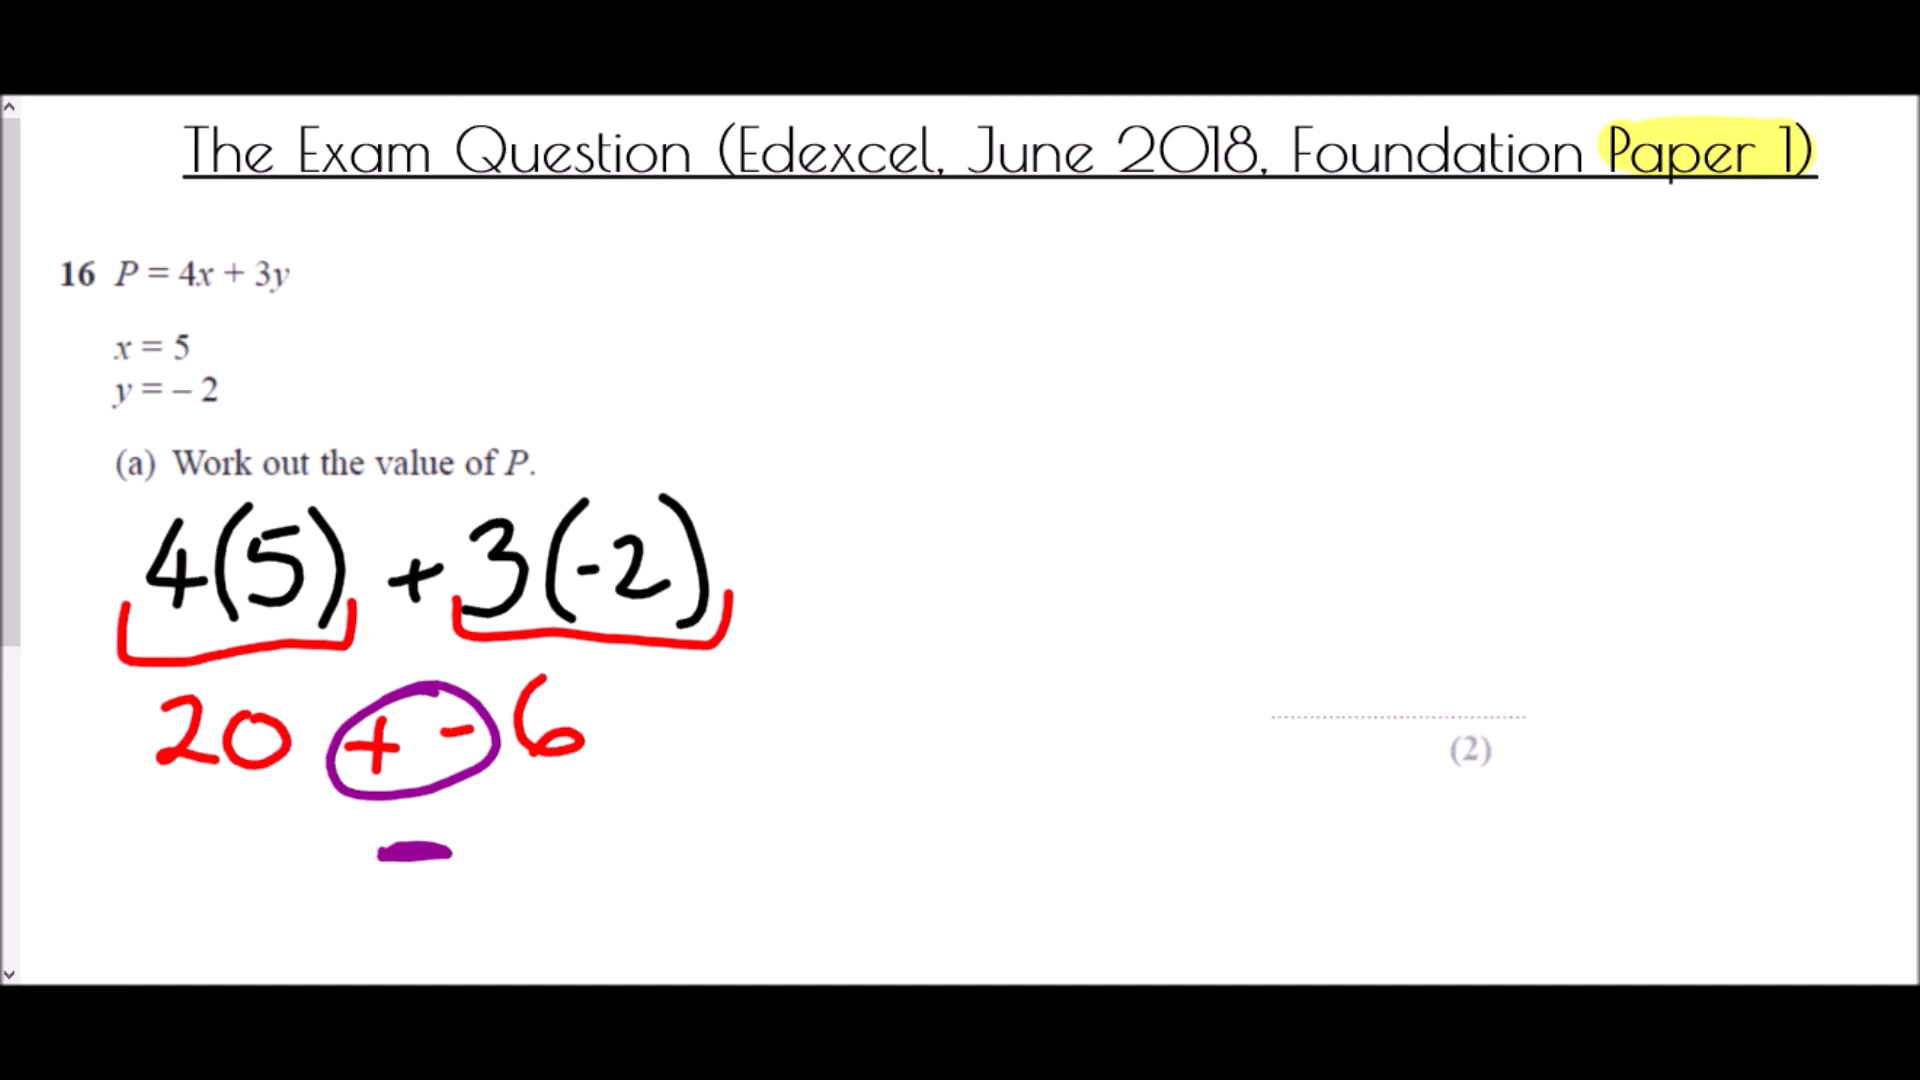 The Exam Question (Edexcel, June 2018, Foundation Paper 1)
16 P = 4x + 3y
x = 5
y = – 2
(a) Work out the value of P.
4(5) + 3(-2)
20 + - 6
(2)
–